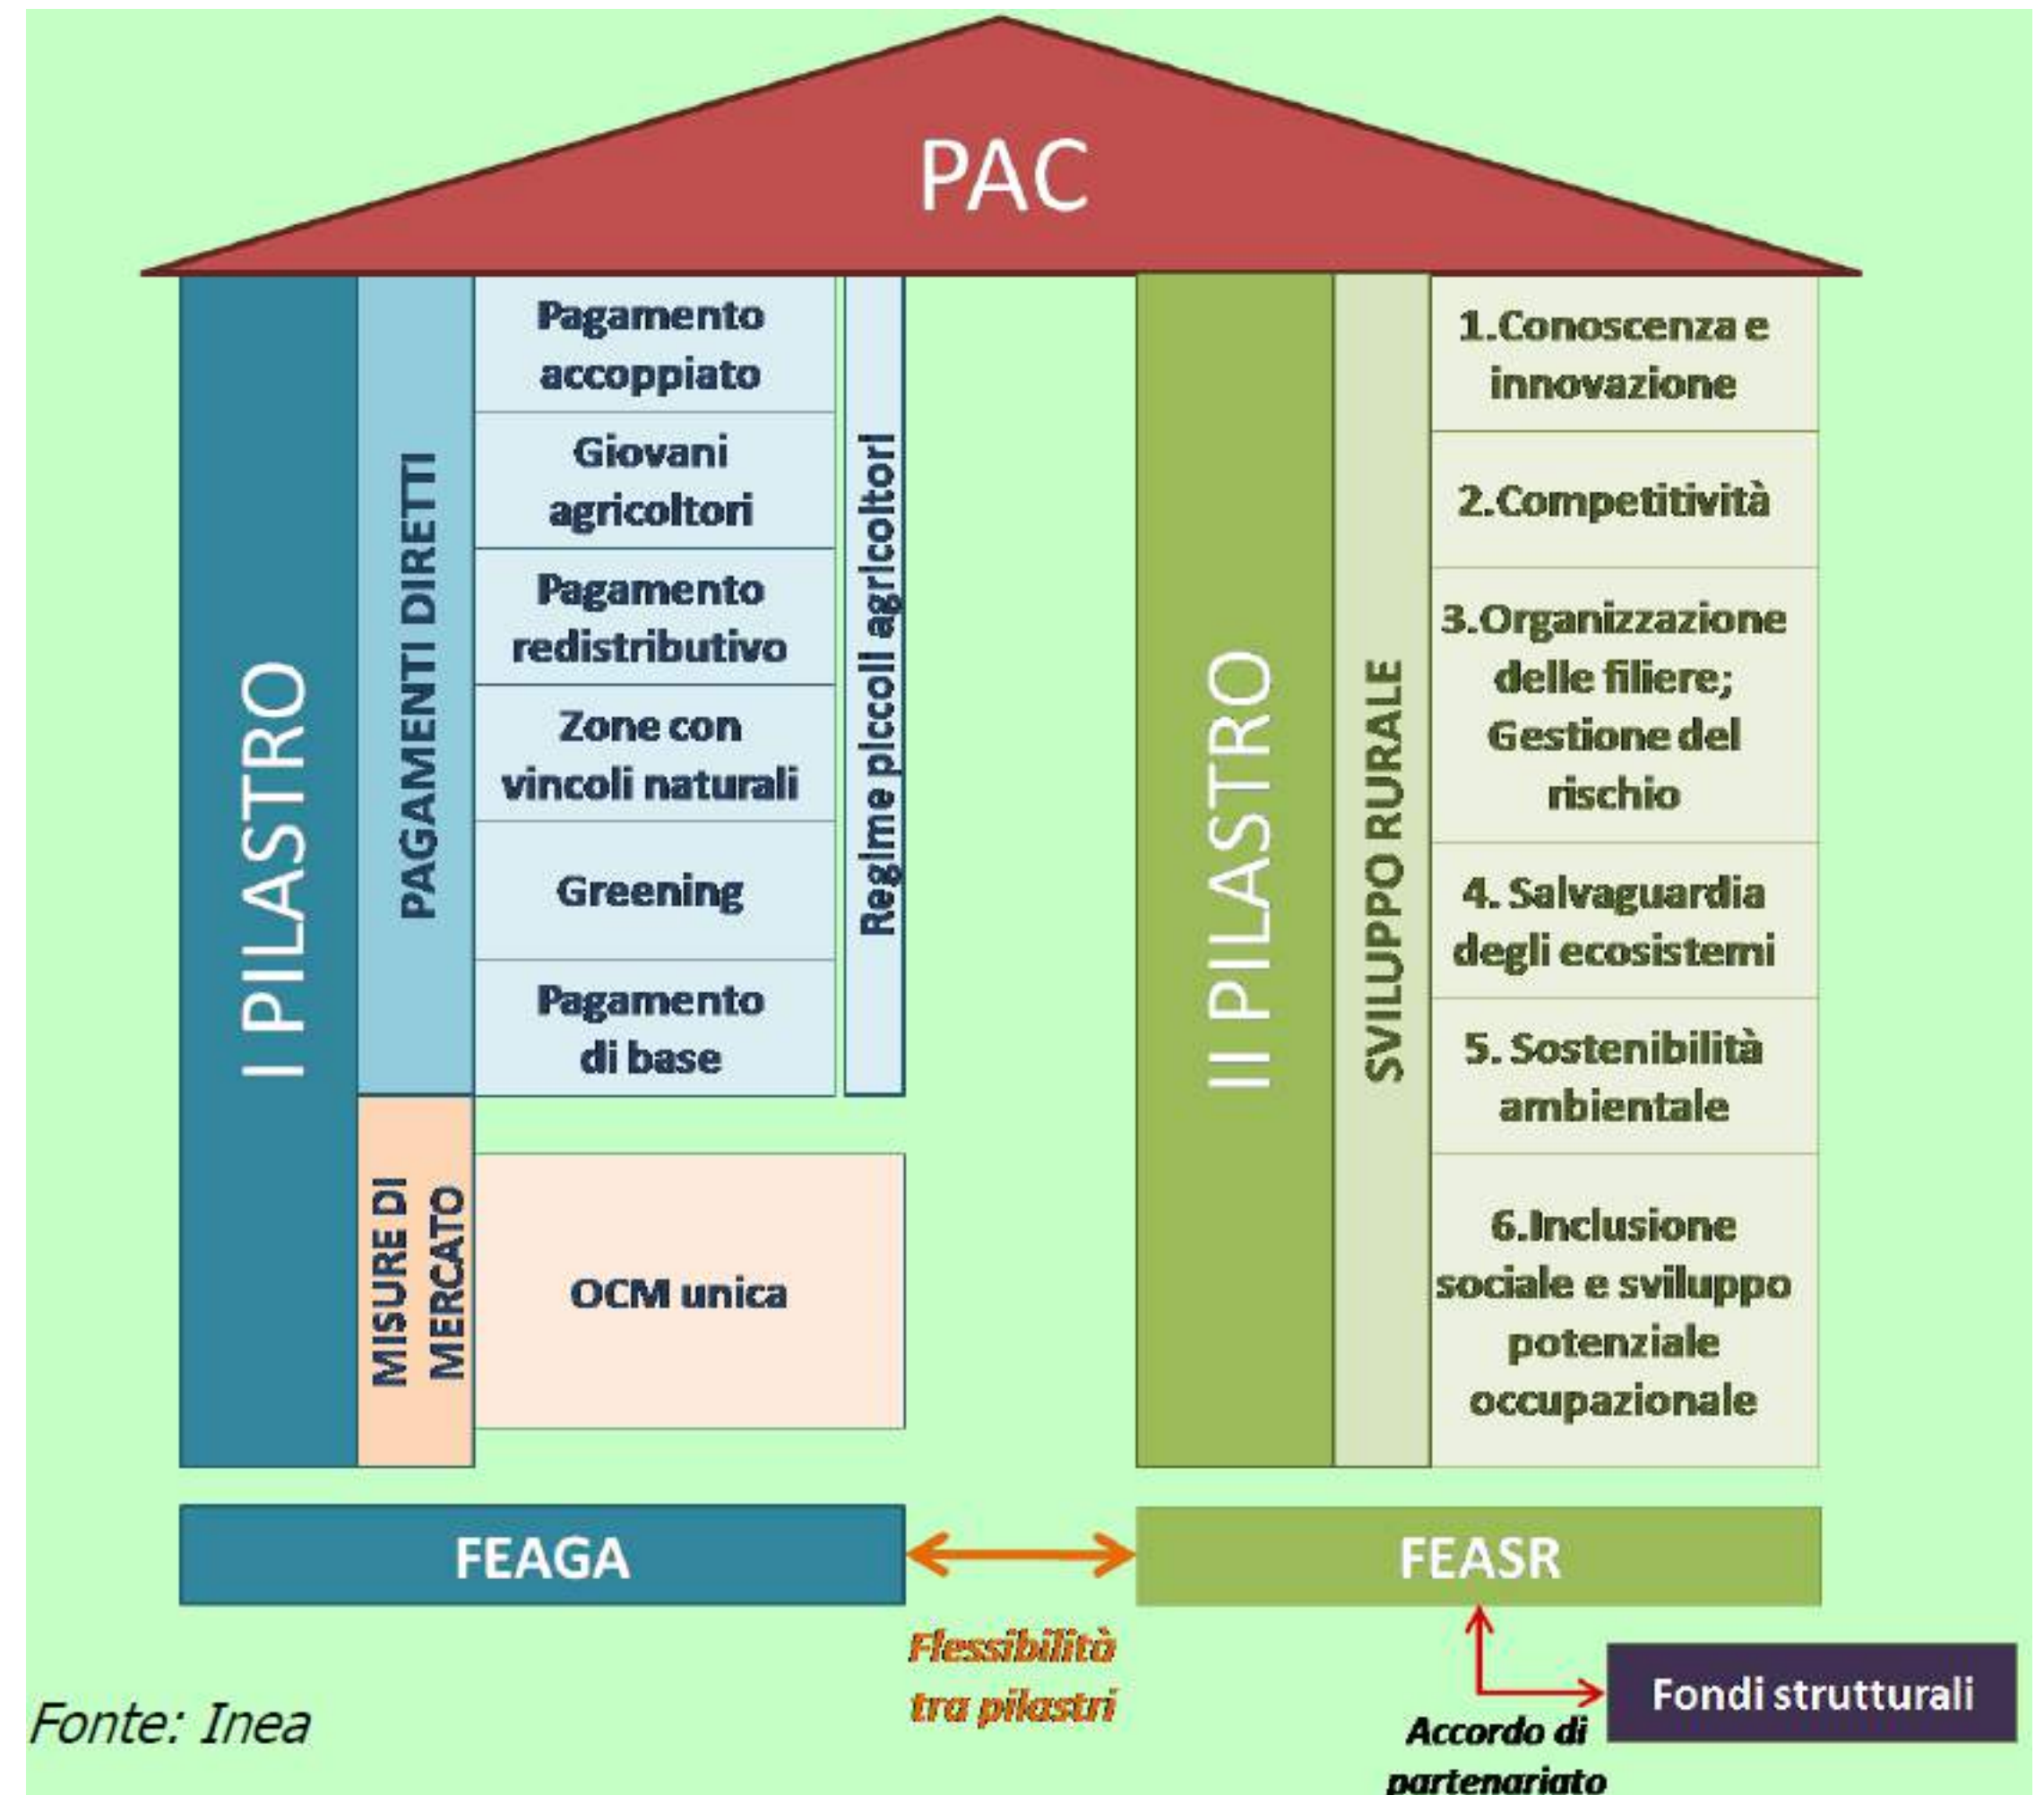 PAC
I PILASTRO
PAGAMENTI DIRETTI
Pagamento
accoppiato
Giovani
agricoltori
Pagamento
redistributivo
Zone con
vincoli naturali
Greening
Pagamento
di base
Regime piccoli agricoltori
MISURE DI
MERCATO
OCM unica
II PILASTRO
SVILUPPO RURALE
1.Conoscenza e
innovazione
2.Competitività
3.Organizzazione
delle filiere;
Gestione del
rischio
4. Salvaguardia
degli ecosistemi
5. Sostenibilità
ambientale
6.Inclusione
sociale e sviluppo
potenziale
occupazionale
FEAGA
FEASR
Flessibilità
tra pilastri
Fondi strutturali
Accordo di
partenariato
Fonte: Inea